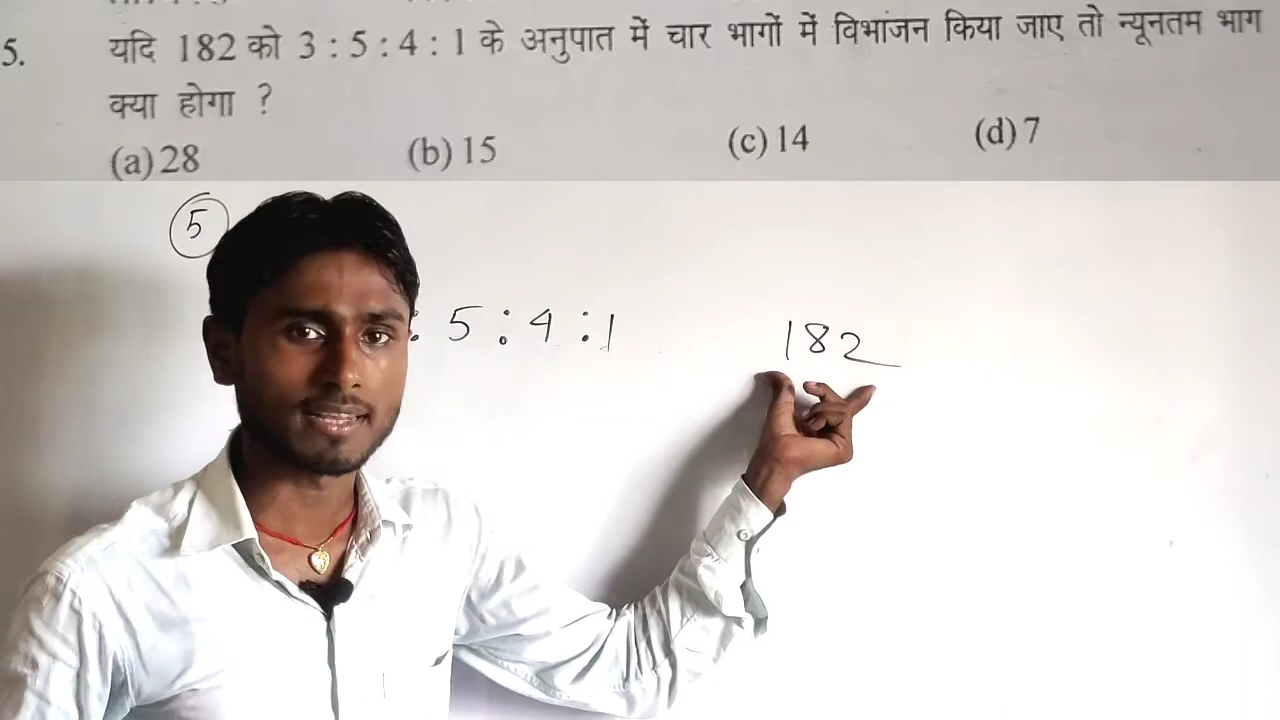 5. यदि 182 को 3 : 5 : 4 : 1 के अनुपात में चार भागों में विभांजन किया जाए तो न्यूनतम भाग
क्या होगा ?
(a) 28 (b) 15 (c) 14 (d) 7
5
: 5 : 4 : 1 182